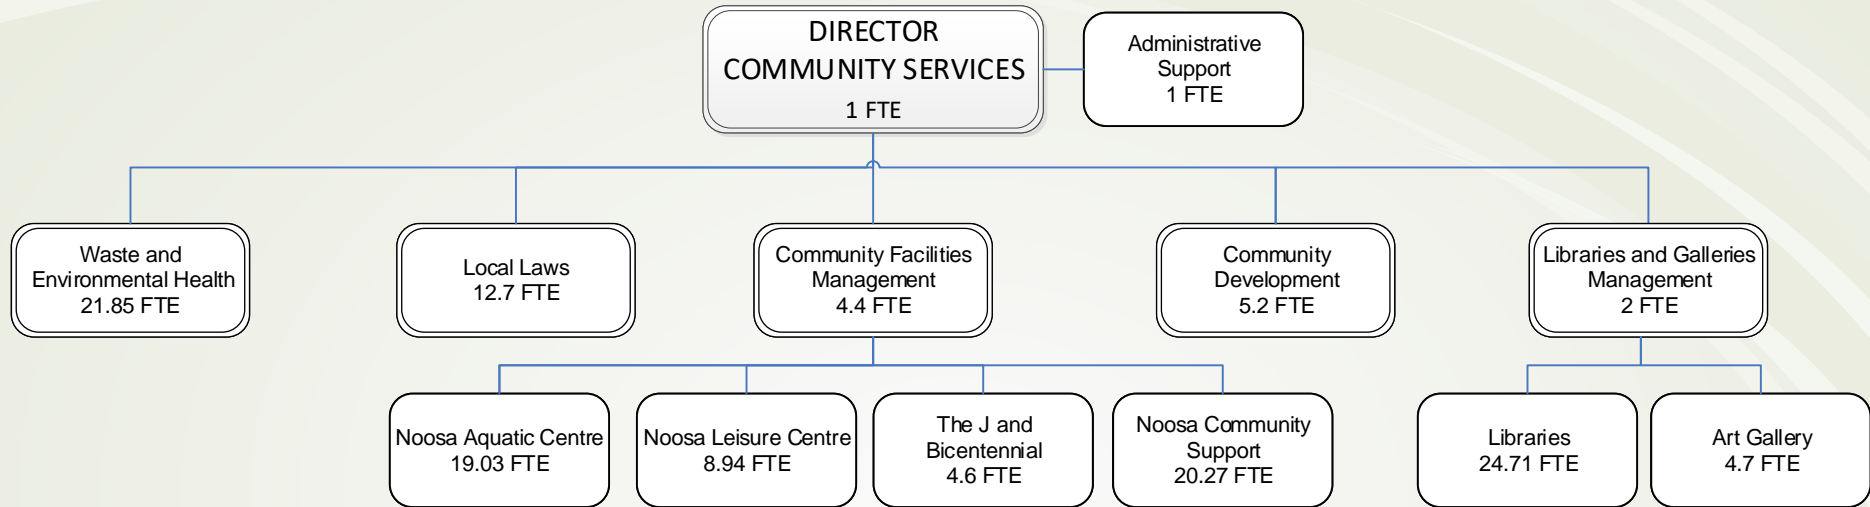 DIRECTOR
COMMUNITY SERVICES
1 FTE
Administrative
Support
1 FTE
Waste and
Environmental Health
21.85 FTE
Local Laws
12.7 FTE
Community Facilities
Management
4.4 FTE
Community
Development
5.2 FTE
Libraries and Galleries
Management
2 FTE
Noosa Aquatic Centre
19.03 FTE
Noosa Leisure Centre
8.94 FTE
The J and
Bicentennial
4.6 FTE
Noosa Community
Support
20.27 FTE
Libraries
24.71 FTE
Art Gallery
4.7 FTE